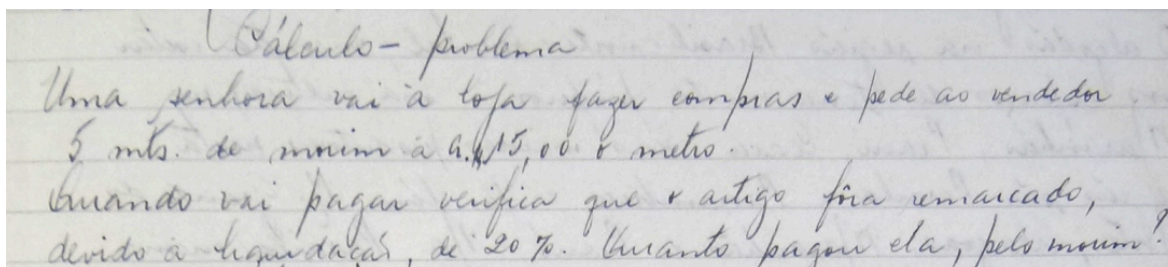 Cálculo - problema
Uma senhora vai à loja fazer compras e pede ao vendedor
5 mts. de morim à 15,00 o metro.
Quando vai pagar verifica que o artigo fôra remarcado,
devido à liquidação, de 20%. Quanto pagou ela, pelo morim?